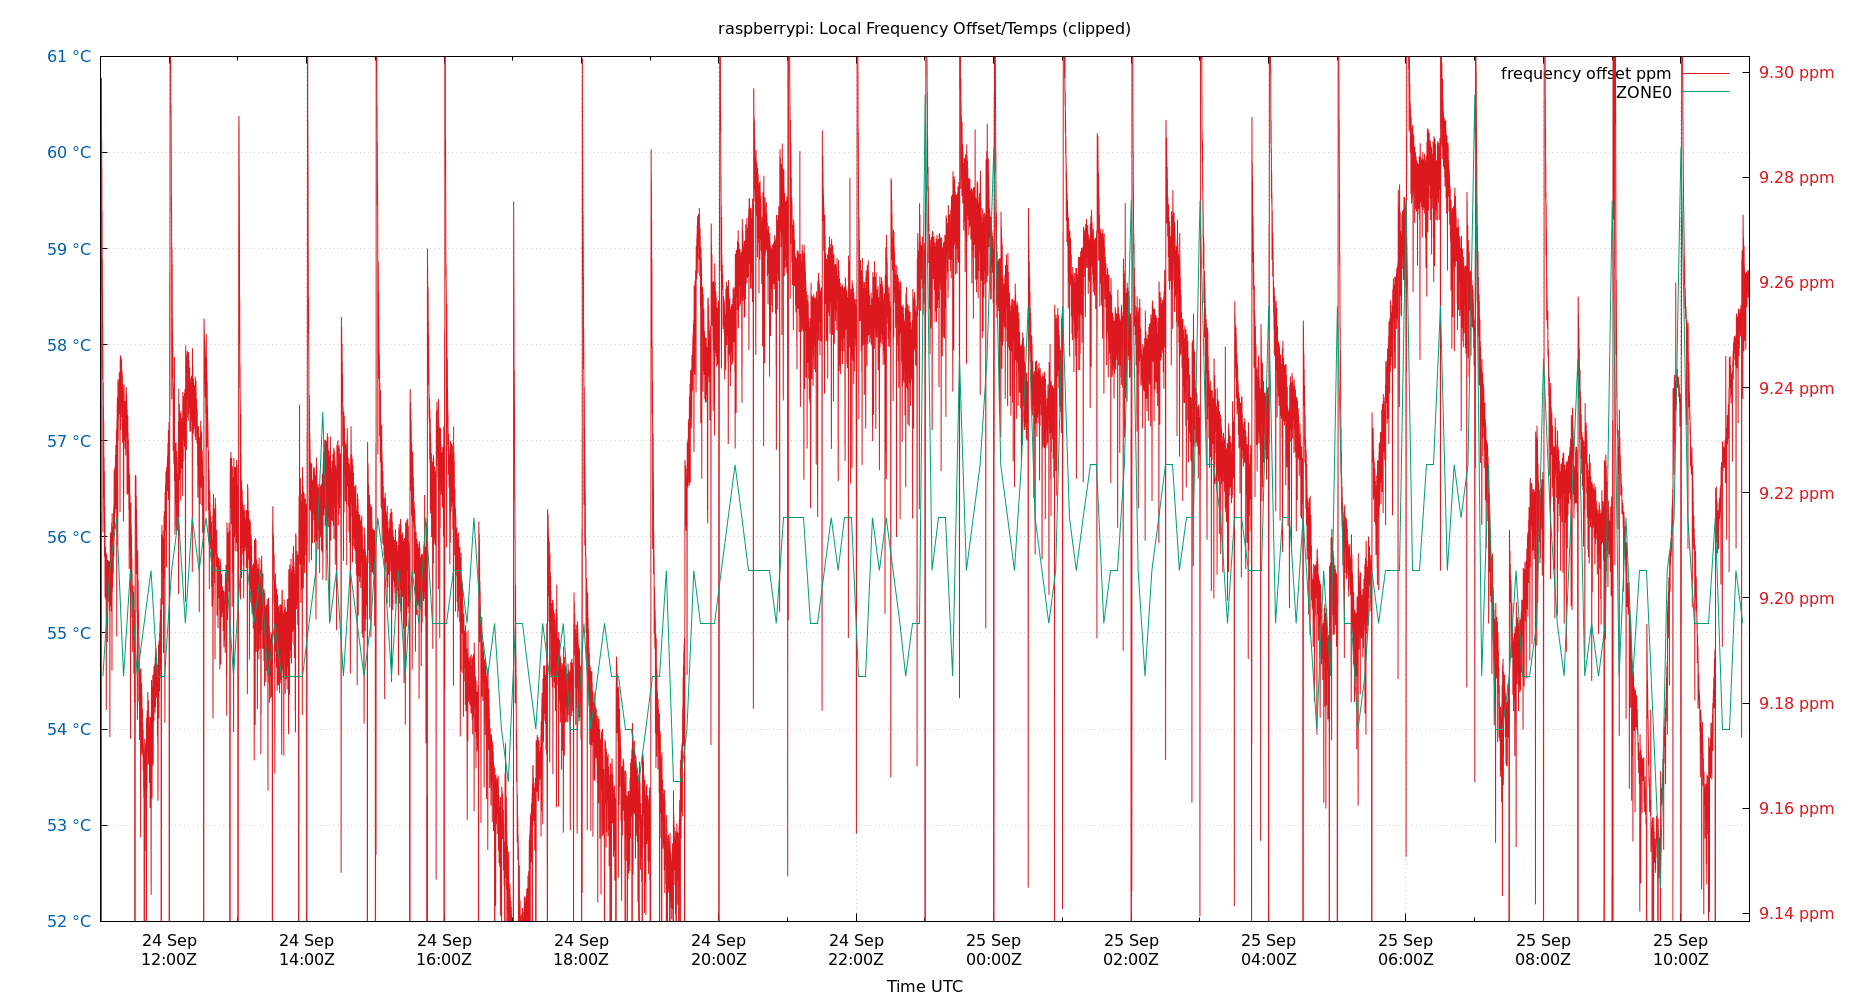 raspberrypi: Local Frequency Offset/Temps (clipped)
61 °C
60 °C
59 °C
58 °C
57 °C
56 °C
55 °C
54 °C
53 °C
52 °C
frequency offset ppm
ZONE0
9.30 ppm
9.28 ppm
9.26 ppm
9.24 ppm
9.22 ppm
9.20 ppm
9.18 ppm
9.16 ppm
9.14 ppm
24 Sep 24 Sep 24 Sep 24 Sep 24 Sep 24 Sep 25 Sep 25 Sep 25 Sep 25 Sep 25 Sep 25 Sep
12:00Z 14:00Z 16:00Z 18:00Z 20:00Z 22:00Z 00:00Z 02:00Z 04:00Z 06:00Z 08:00Z 10:00Z
Time UTC